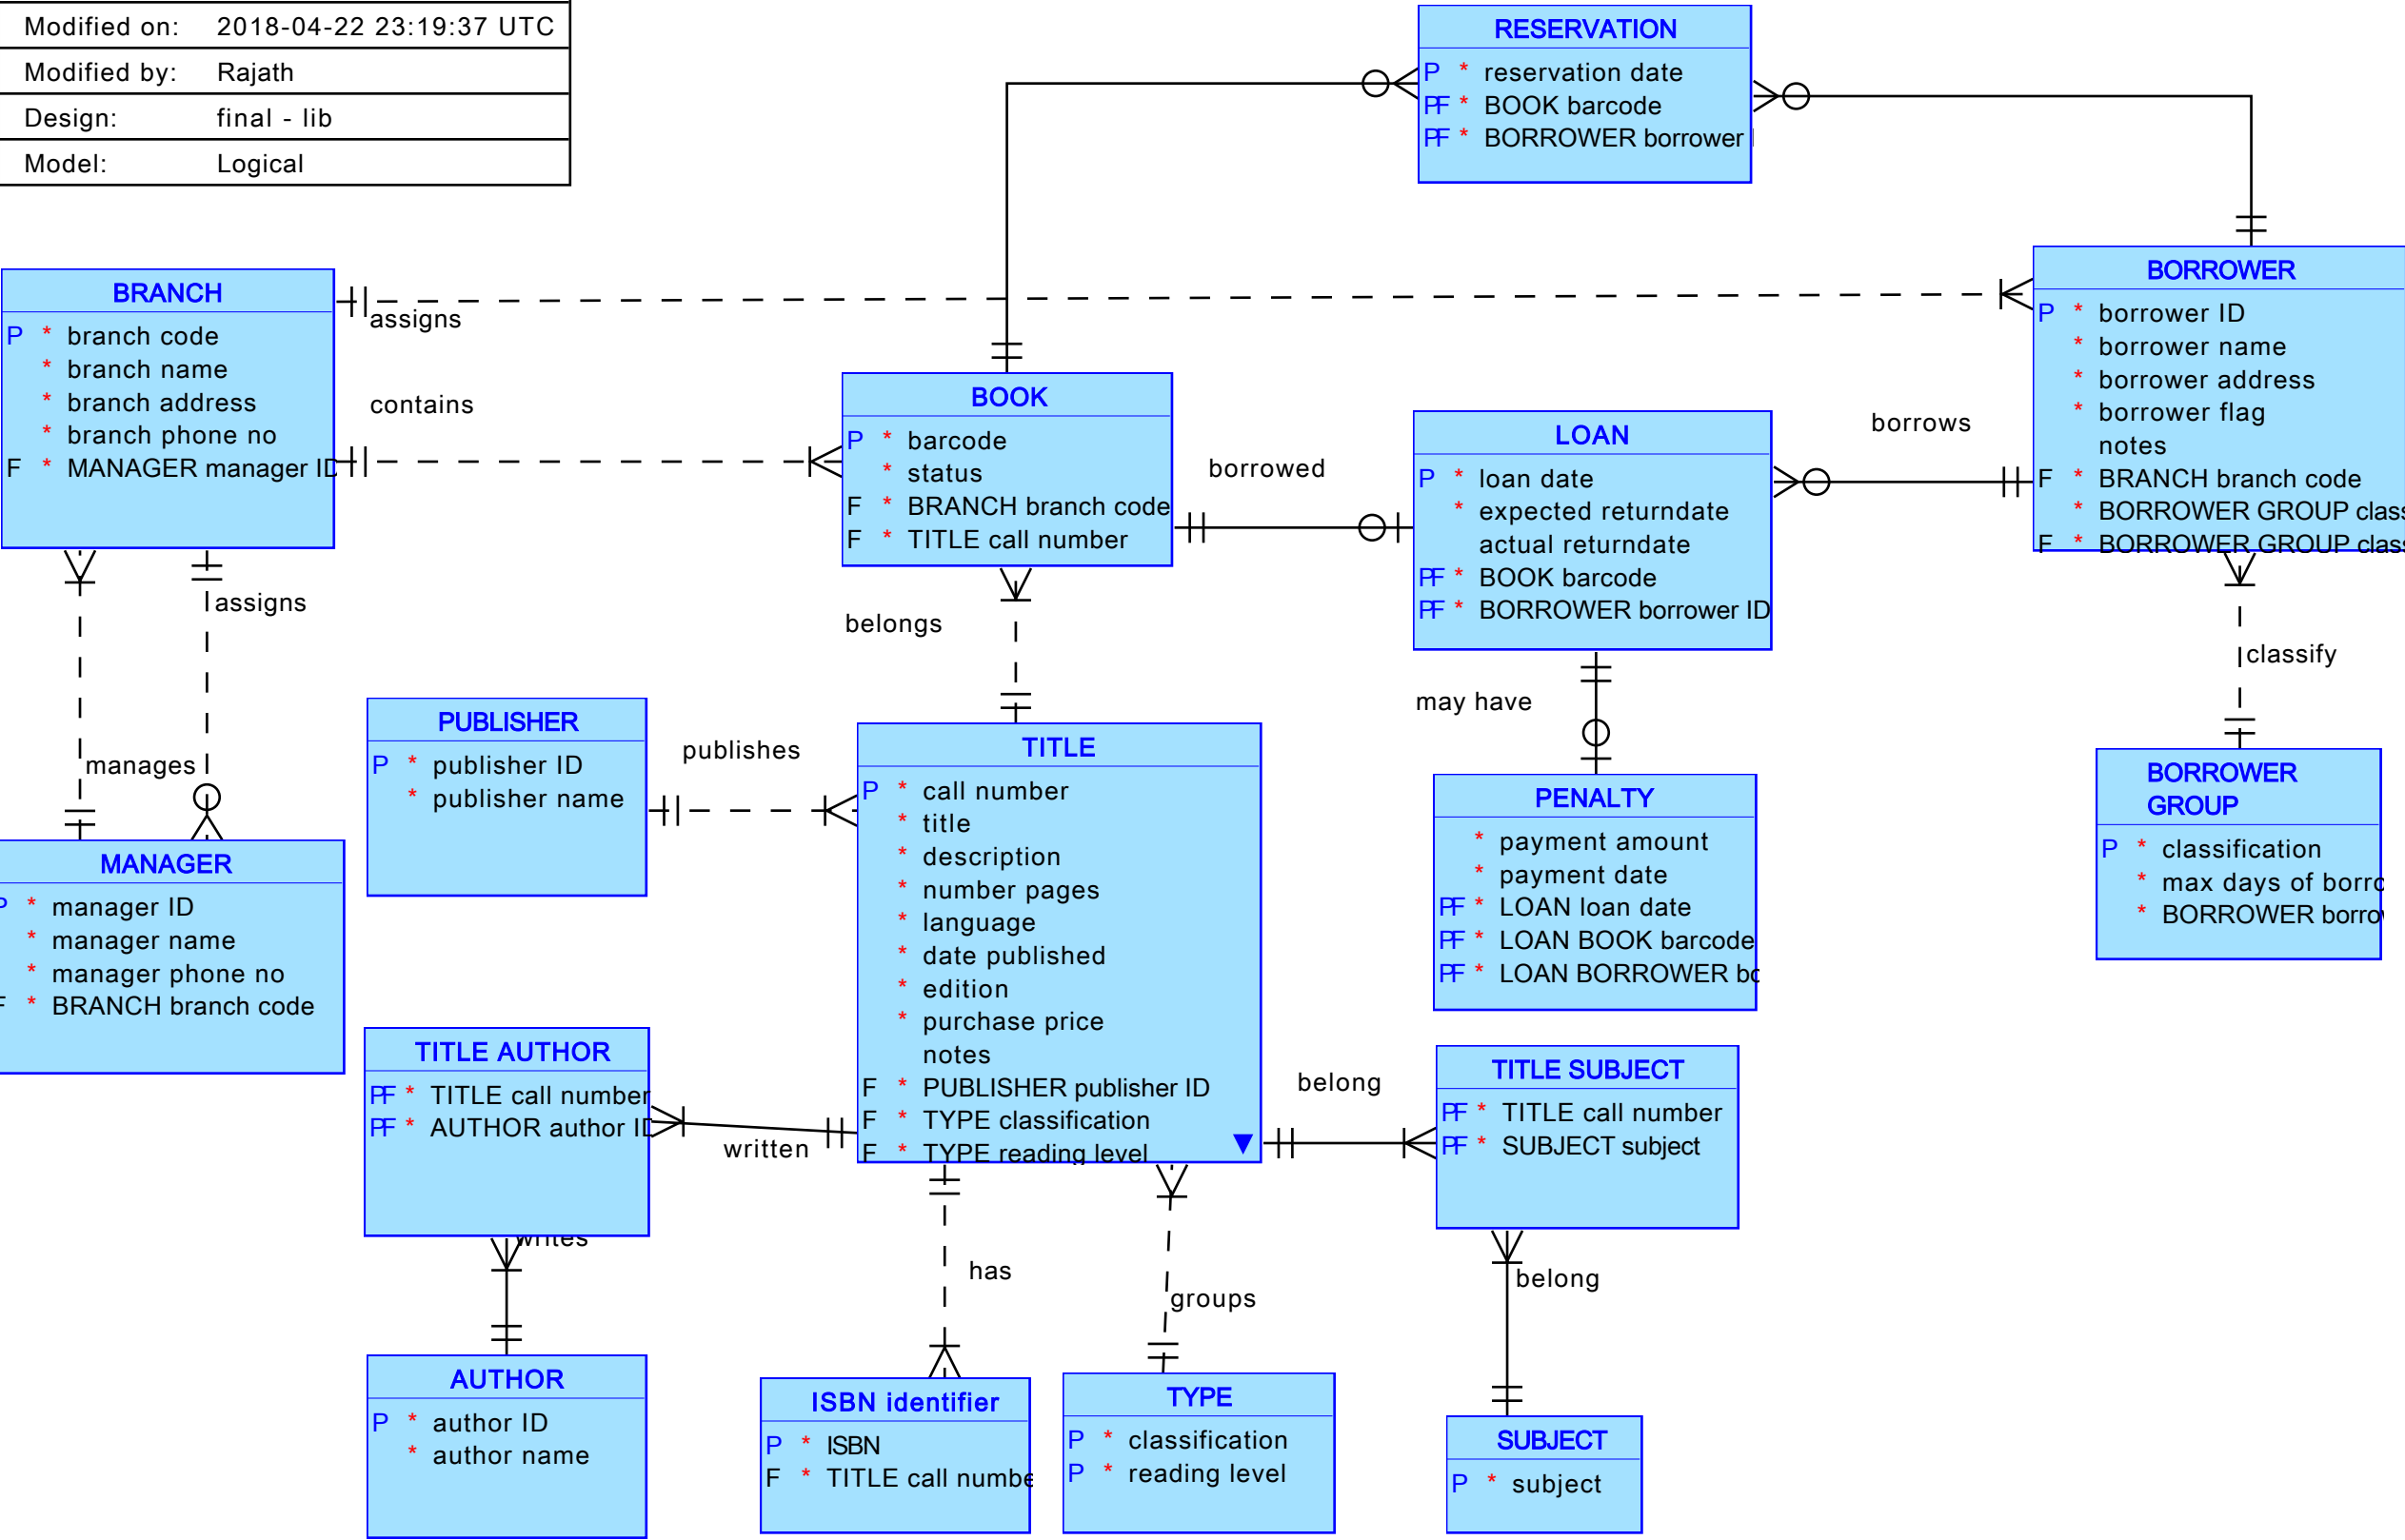 Modified on: 2018-04-22 23:19:37 UTC
Modified by: Rajath
Design: final - lib
Model: Logical
RESERVATION
P * reservation date
PF * BOOK barcode
PF * BORROWER borrower
BRANCH
P * branch code
* branch name
* branch address
* branch phone no
F * MANAGER manager ID
assigns
contains
assigns
manages
BOOK
P * barcode
* status
F * BRANCH branch code
F * TITLE call number
borrowed
belongs
LOAN
P * loan date
* expected returndate
actual returndate
PF * BOOK barcode
PF * BORROWER borrower ID
borrows
may have
BORROWER
P * borrower ID
* borrower name
* borrower address
* borrower flag
notes
F * BRANCH branch code
* BORROWER GROUP clas
F * BORROWER GROUP clas
classify
PUBLISHER
P * publisher ID
* publisher name
publishes
TITLE
P * call number
* title
* description
* number pages
* language
* date published
* edition
* purchase price
notes
F * PUBLISHER publisher ID
F * TYPE classification
F * TYPE reading level
PENALTY
* payment amount
* payment date
PF * LOAN loan date
PF * LOAN BOOK barcode
PF * LOAN BORROWER bo
BORROWER
GROUP
P * classification
* max days of borro
* BORROWER borro
MANAGER
P * manager ID
* manager name
* manager phone no
F * BRANCH branch code
TITLE AUTHOR
PF * TITLE call number
PF * AUTHOR author ID
written
writes
belong
TITLE SUBJECT
PF * TITLE call number
PF * SUBJECT subject
has
groups
belong
AUTHOR
P * author ID
* author name
ISBN identifier
P * ISBN
F * TITLE call numbe
TYPE
P * classification
P * reading level
SUBJECT
P * subject